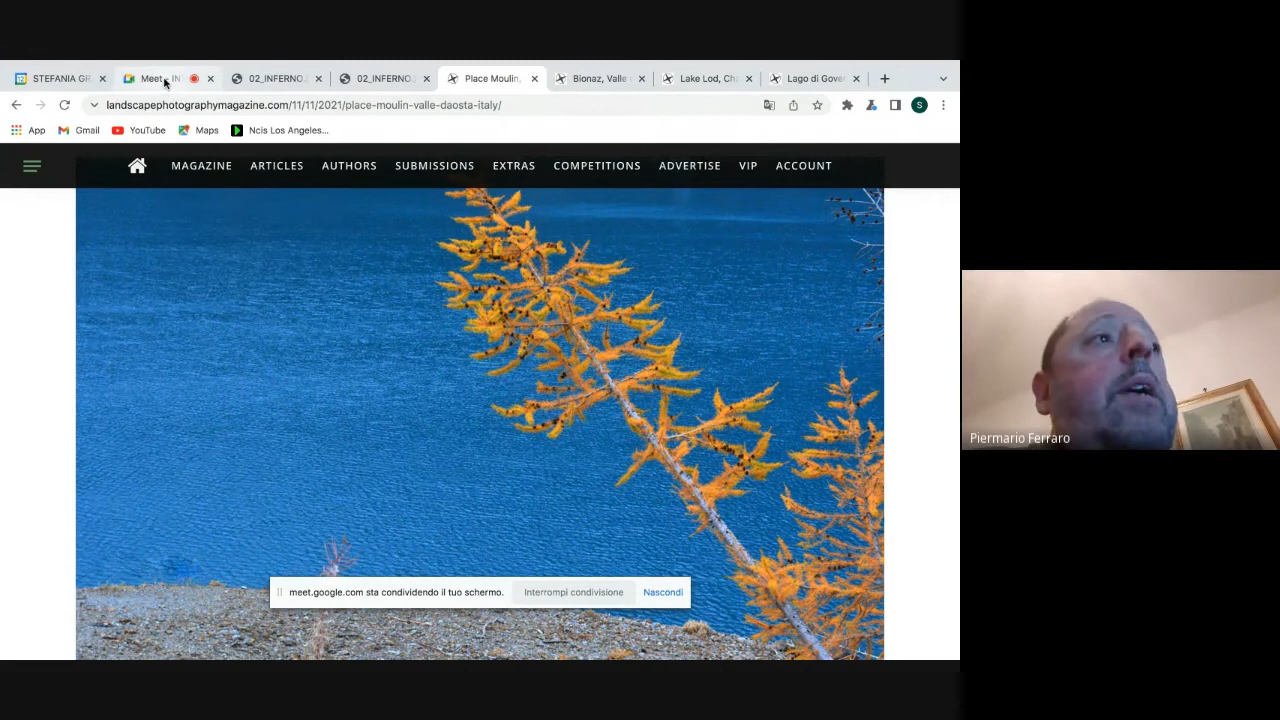 STEFANIA GR
Meet - IN
02_INFERNO.
02_INFERNO.
Place Moulin,
Bionaz, Valle
Lake Lod, Ch
Lago di Gove
landscapephotographymagazine.com/11/11/2021/place-moulin-valle-daosta-italy/
S
App
Gmail
YouTube
Maps
Ncis Los Angeles...
MAGAZINE
ARTICLES
AUTHORS
SUBMISSIONS
EXTRAS
COMPETITIONS
ADVERTISE
VIP
ACCOUNT
Piermario Ferraro
meet.google.com sta condividendo il tuo schermo.
Interrompi condivisione
Nascondi